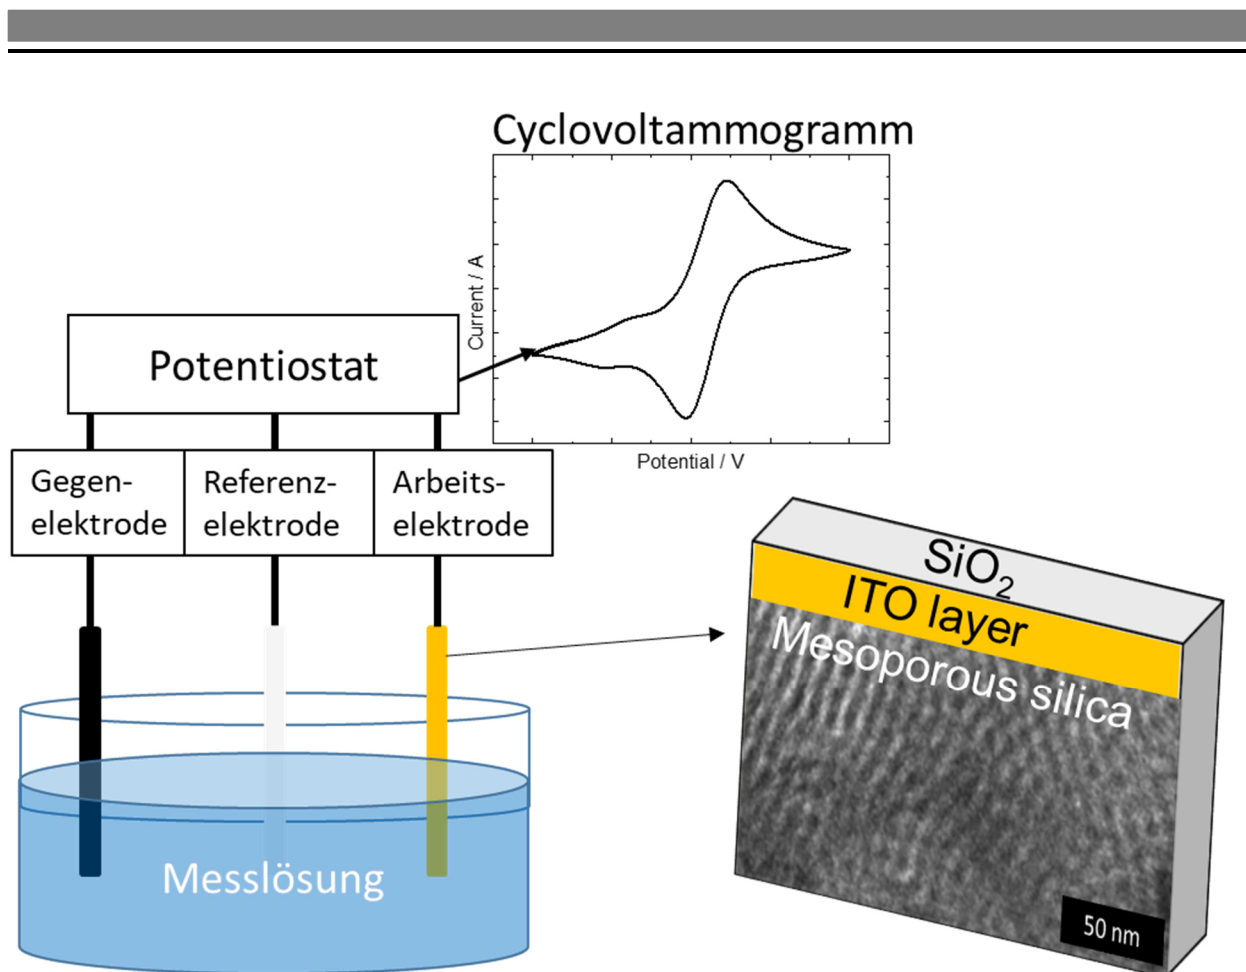 Cyclovoltammogramm
Current / A
Potential / V
Potentiostat
Gegen-
elektrode
Referenz-
elektrode
Arbeits-
elektrode
Messlösung
SiO₂
ITO layer
Mesoporous silica
50 nm